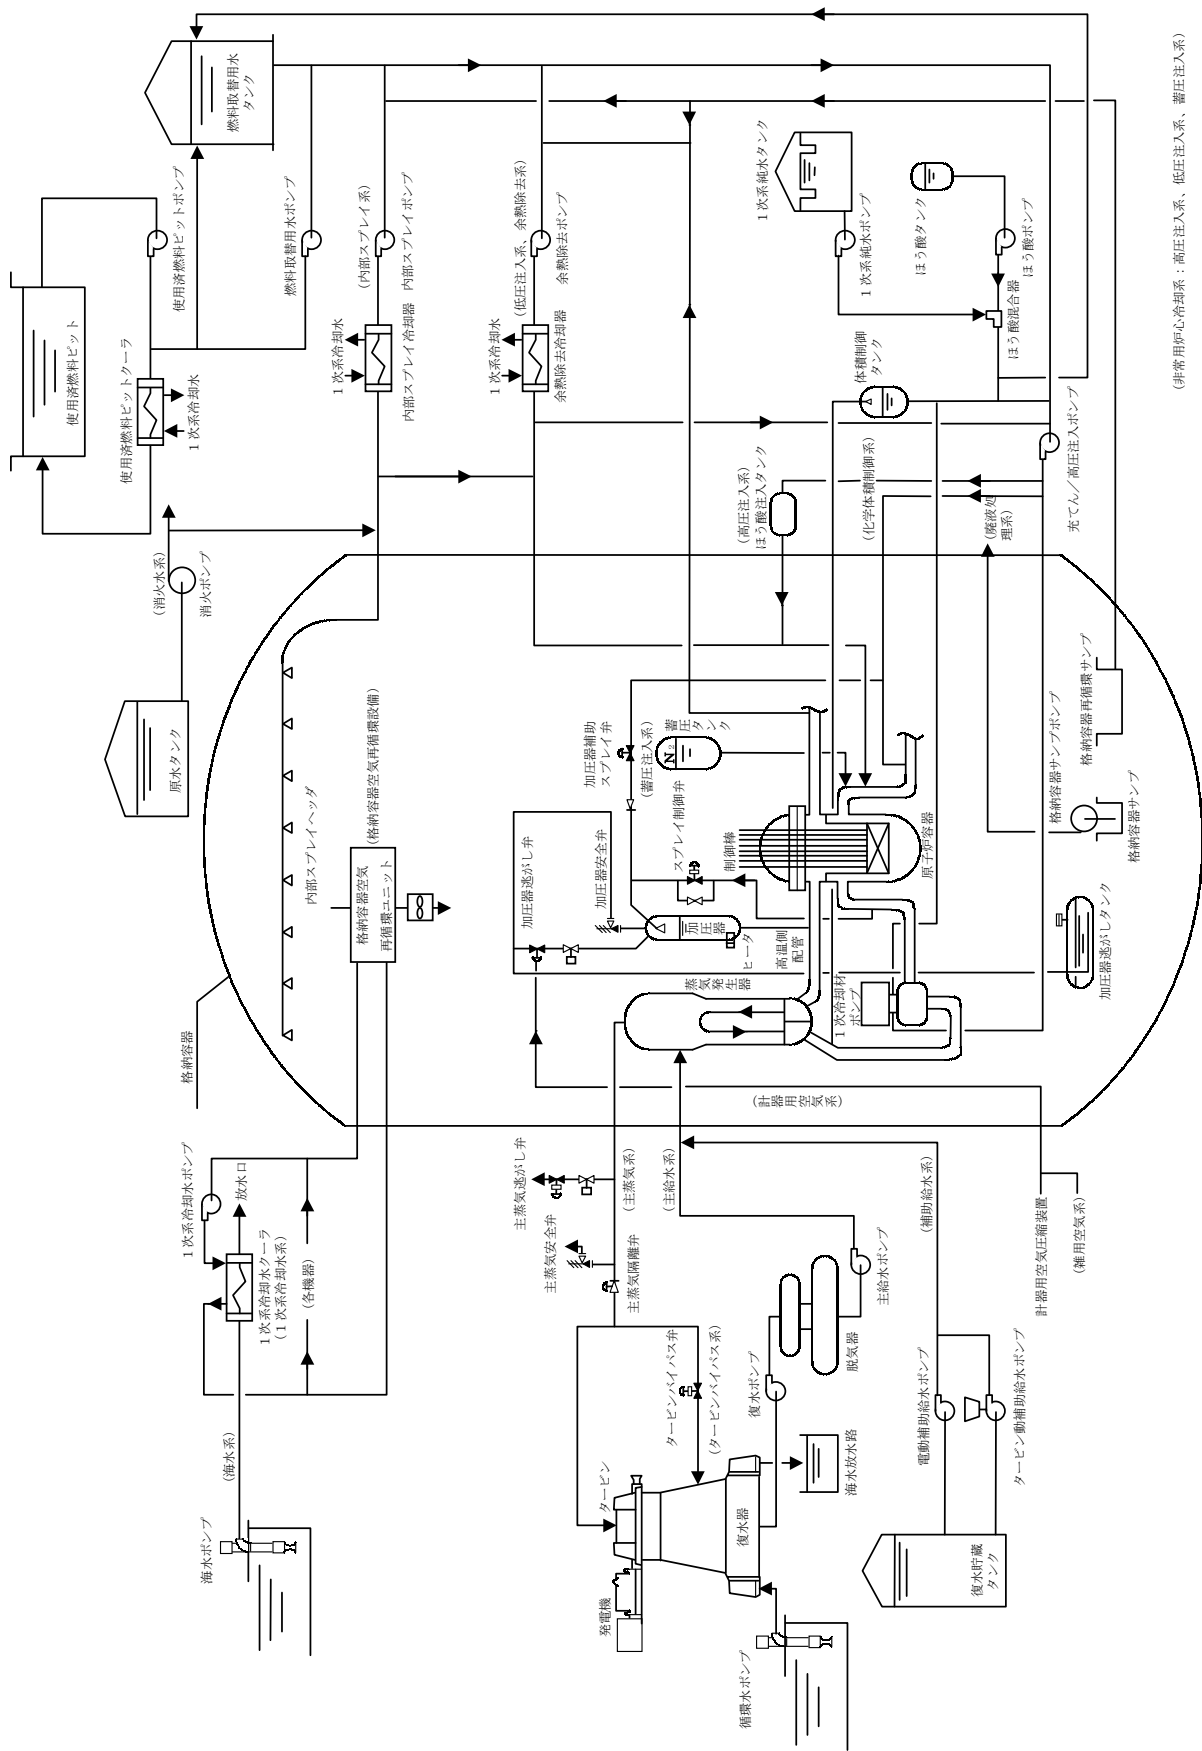 使用済燃料ピット
燃料取替用水
タンク
使用済燃料ピットポンプ
使用済燃料ピットクーラ
1次系冷却水
燃料取替用水ポンプ
(内部スプレイ系)
内部スプレイポンプ
1次系冷却水
内部スプレイ冷却器
(低圧注入系、余熱除去系)
余熱除去ポンプ
1次系冷却水
余熱除去冷却器
1次系純水タンク
1次系純水ポンプ
ほう酸タンク
ほう酸ポンプ
ほう酸混合器
体積制御
タンク
充てん/高圧注入ポンプ
(高圧注入系)
ほう酸注入タンク
(化学体積制御系)
(廃液処
理系)
(非常用炉心冷却系:高圧注入系、低圧注入系、蓄圧注入系)
(消火水系)
消火ポンプ
原水タンク
内部スプレイヘッダ
(格納容器空気再循環設備)
格納容器空気
再循環ユニット
格納容器
加圧器補助
スプレイ弁
(蓄圧注入系)
蓄圧タンク
N2
スプレイ制御弁
制御棒
加圧器安全弁
加圧器逃がし弁
加圧器
ヒータ
高温側
配管
蒸気発生器
1次冷却材
ポンプ
原子炉容器
格納容器サンプポンプ
格納容器再循環サンプ
格納容器サンプ
加圧器逃がしタンク
(計器用空気系)
1次系冷却水ポンプ
放水口
1次系冷却水クーラ
(1次系冷却水系)
(各機器)
(海水系)
海水ポンプ
主蒸気逃がし弁
主蒸気安全弁
主蒸気隔離弁
(主蒸気系)
(主給水系)
(補助給水系)
タービンバイパス弁
(タービンバイパス系)
タービン
発電機
復水器
復水ポンプ
脱気器
主給水ポンプ
海水放水路
循環水ポンプ
電動補助給水ポンプ
タービン動補助給水ポンプ
復水貯蔵
タンク
計器用空気圧縮装置
(雑用空気系)